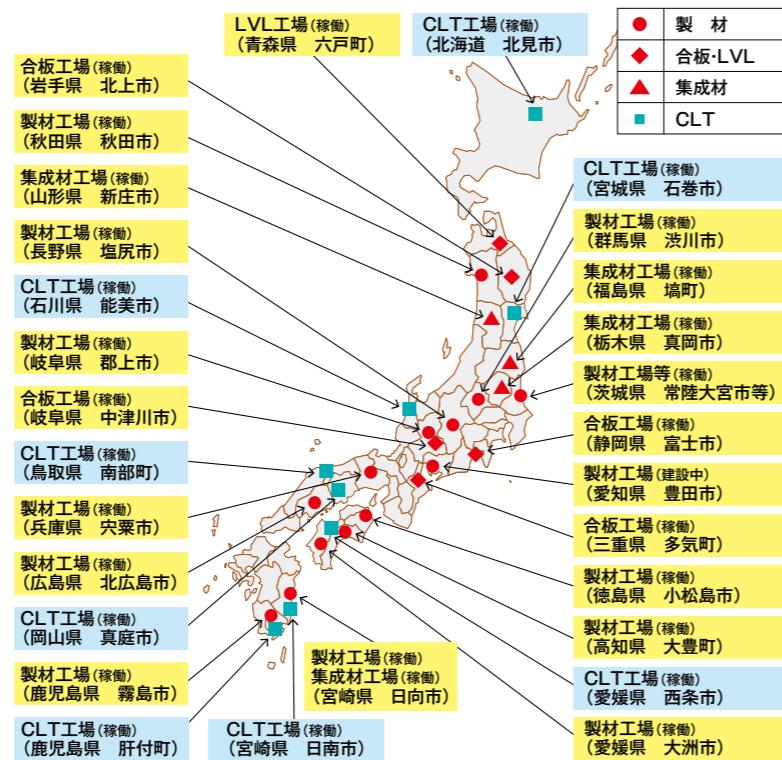 LVL工場(稼働)
(青森県　六戸町)
CLT工場(稼働)
(北海道　北見市)
製　材
合板・LVL
集成材
CLT
合板工場(稼働)
(岩手県　北上市)
製材工場(稼働)
(秋田県　秋田市)
集成材工場(稼働)
(山形県　新庄市)
製材工場(稼働)
(長野県　塩尻市)
CLT工場(稼働)
(石川県　能美市)
製材工場(稼働)
(岐阜県　郡上市)
合板工場(稼働)
(岐阜県　中津川市)
CLT工場(稼働)
(鳥取県　南部町)
製材工場(稼働)
(兵庫県　宍粟市)
製材工場(稼働)
(広島県　北広島市)
CLT工場(稼働)
(岡山県　真庭市)
製材工場(稼働)
(鹿児島県　霧島市)
CLT工場(稼働)
(鹿児島県　肝付町)
CLT工場(稼働)
(宮崎県　日南市)
製材工場(稼働)
集成材工場(稼働)
(宮崎県　日向市)
CLT工場(稼働)
(宮城県　石巻市)
製材工場(稼働)
(群馬県　渋川市)
集成材工場(稼働)
(福島県　塙町)
集成材工場(稼働)
(栃木県　真岡市)
製材工場等(稼働)
(茨城県　常陸大宮市等)
合板工場(稼働)
(静岡県　富士市)
製材工場(建設中)
(愛知県　豊田市)
合板工場(稼働)
(三重県　多気町)
製材工場(稼働)
(徳島県　小松島市)
製材工場(稼働)
(高知県　大豊町)
CLT工場(稼働)
(愛媛県　西条市)
製材工場(稼働)
(愛媛県　大洲市)